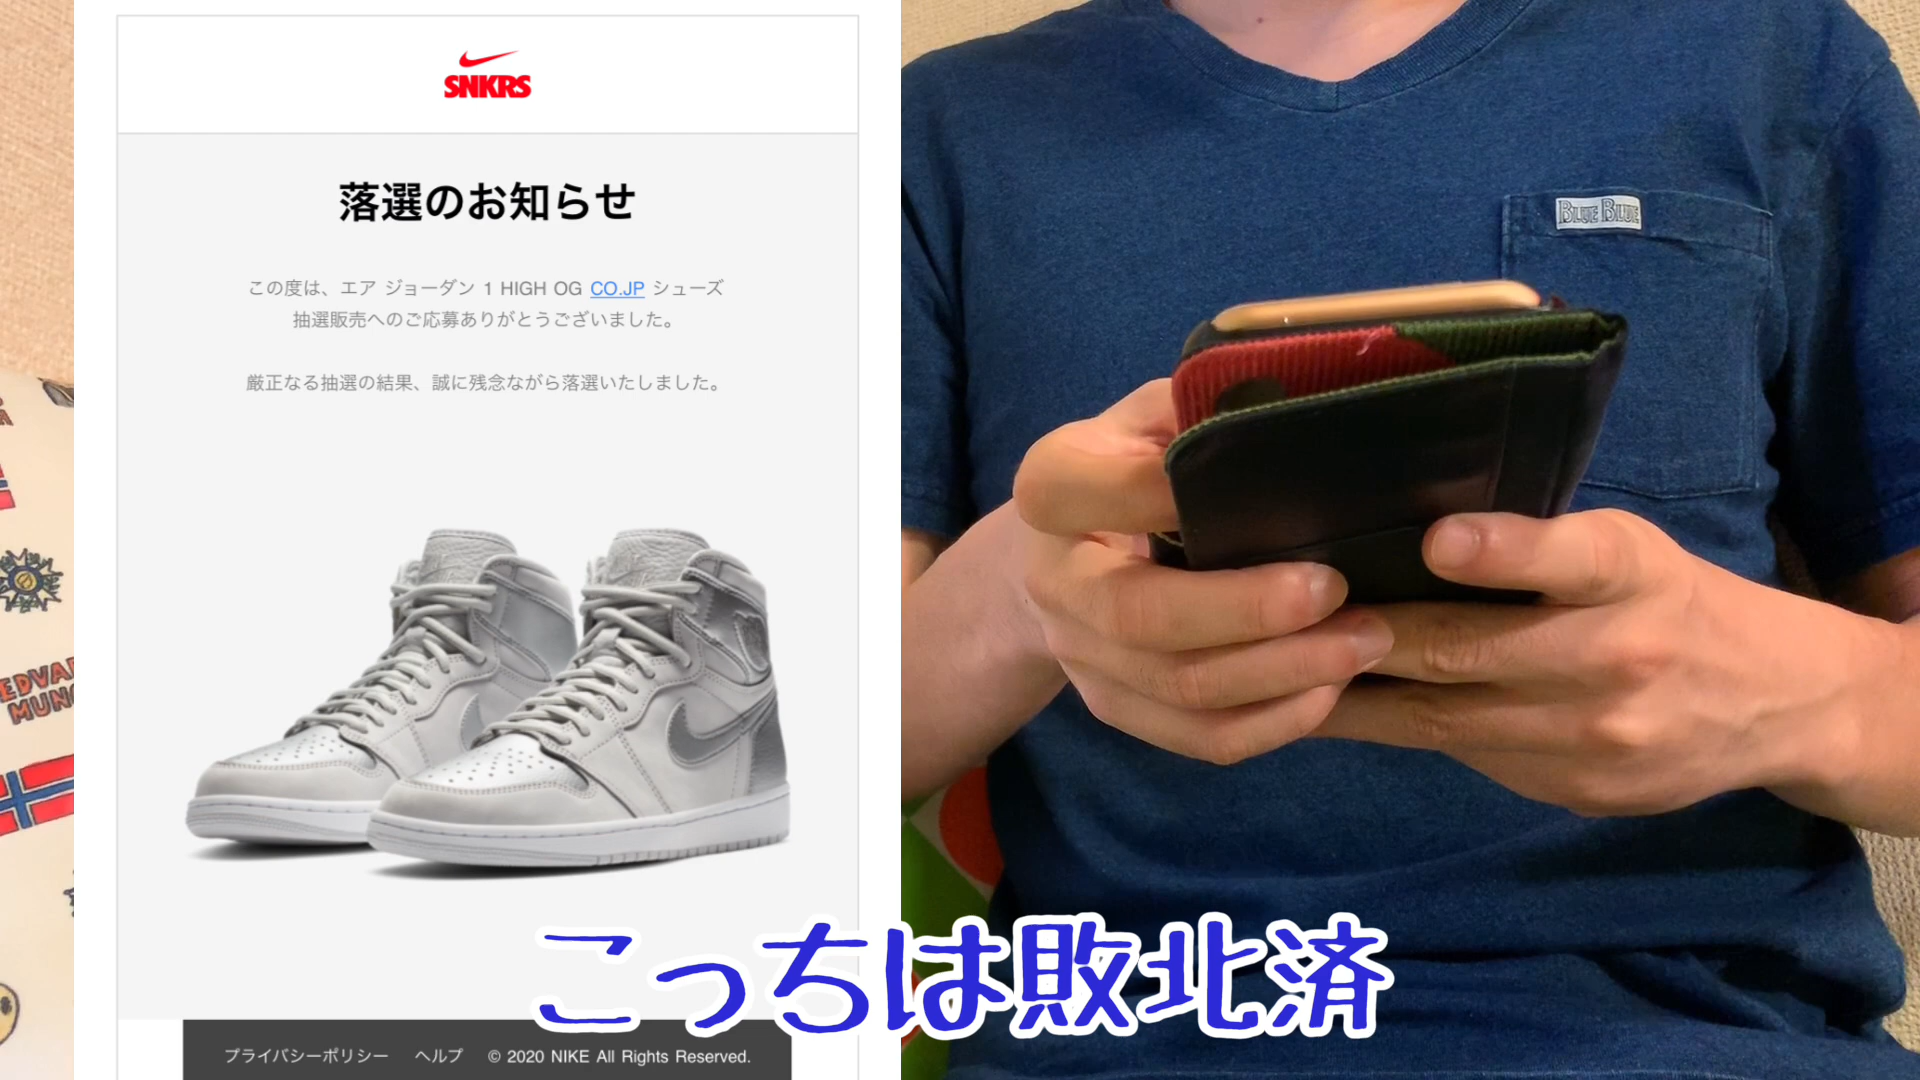 SNKRS
落選のお知らせ
この度は、エア ジョーダン 1 HIGH OG CO.JP シューズ
抽選販売へのご応募ありがとうございました。
厳正なる抽選の結果、誠に残念ながら落選いたしました。
BLUE BLUE
EDVA
MUN
こっちは敗北済
プライバシーポリシー ヘルプ © 2020 NIKE All Rights Reserved.